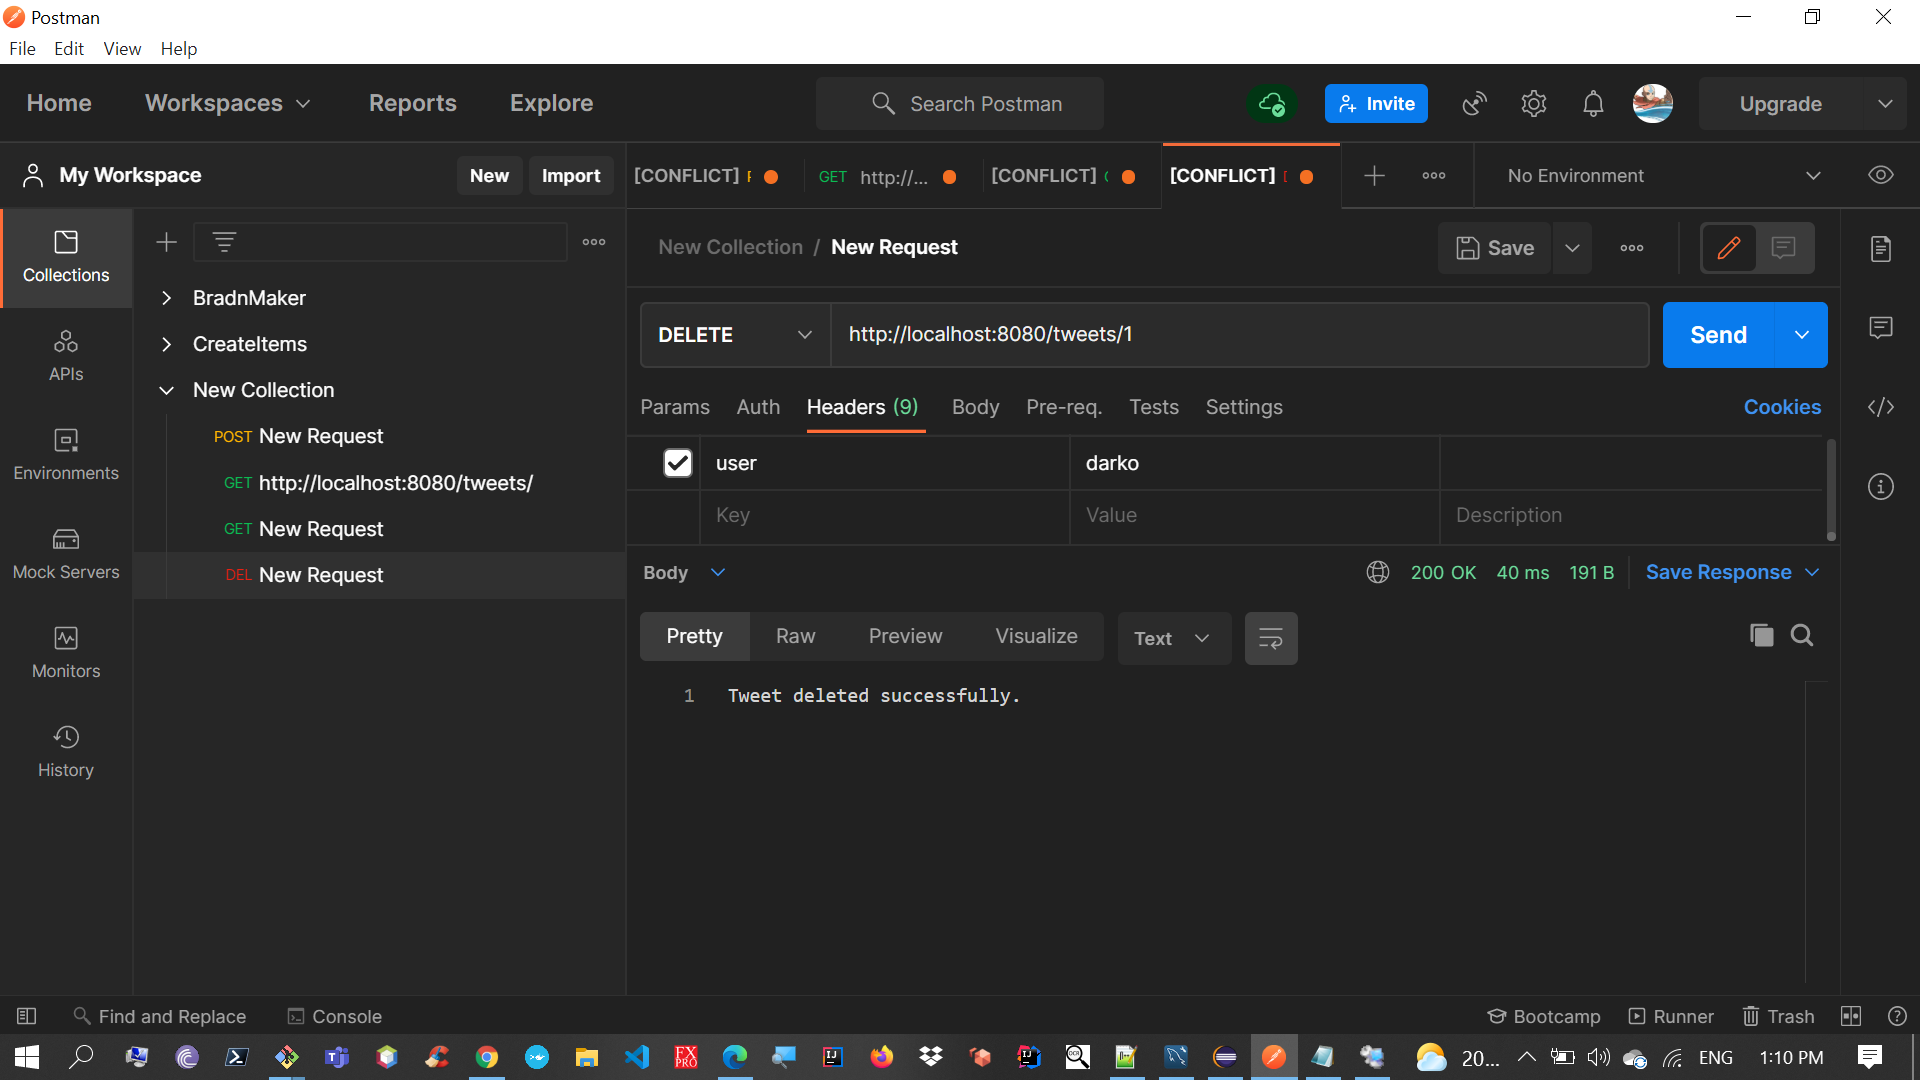 Postman
File Edit View Help
Home Workspaces Reports Explore Search Postman Invite Upgrade
My Workspace New Import [CONFLICT] GET http://... [CONFLICT] [CONFLICT] No Environment
New Collection / New Request Save
Collections
BradnMaker
CreateItems
New Collection
POST New Request
GET http://localhost:8080/tweets/
GET New Request
DEL New Request
APIs
Environments
Mock Servers
Monitors
History
DELETE http://localhost:8080/tweets/1 Send
Params Auth Headers (9) Body Pre-req. Tests Settings Cookies
user darko
Key Value Description
Body 200 OK 40 ms 191 B Save Response
Pretty Raw Preview Visualize Text
1 Tweet deleted successfully.
Find and Replace Console Bootcamp Runner Trash
20... ENG 1:10 PM